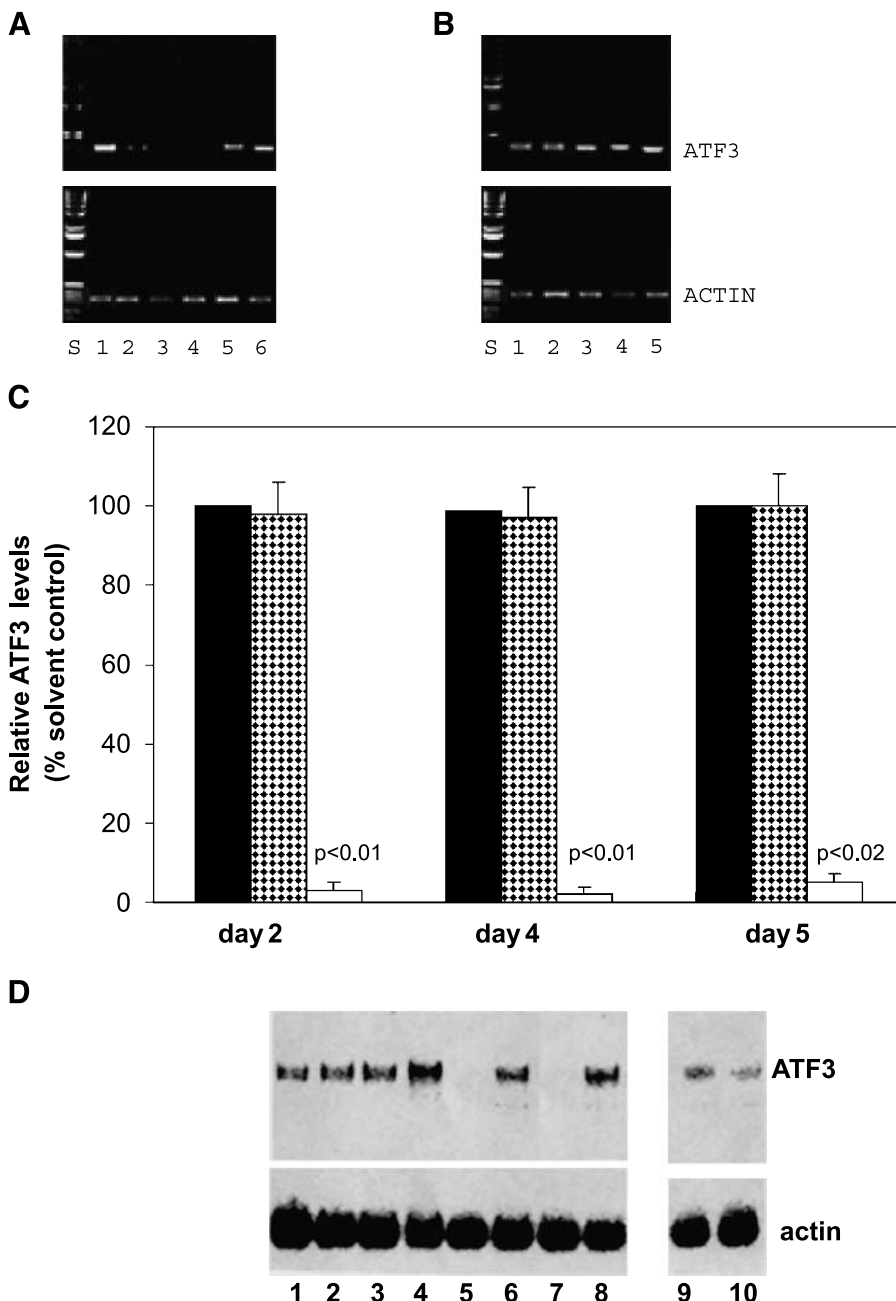 A
B
ATF3
ACTIN
S 1 2 3 4 5 6
S 1 2 3 4 5
C
Relative ATF3 levels
(% solvent control)
120
100
80
60
40
20
0
p<0.01
p<0.01
p<0.02
day 2
day 4
day 5
D
ATF3
actin
1 2 3 4 5 6 7 8 9 10